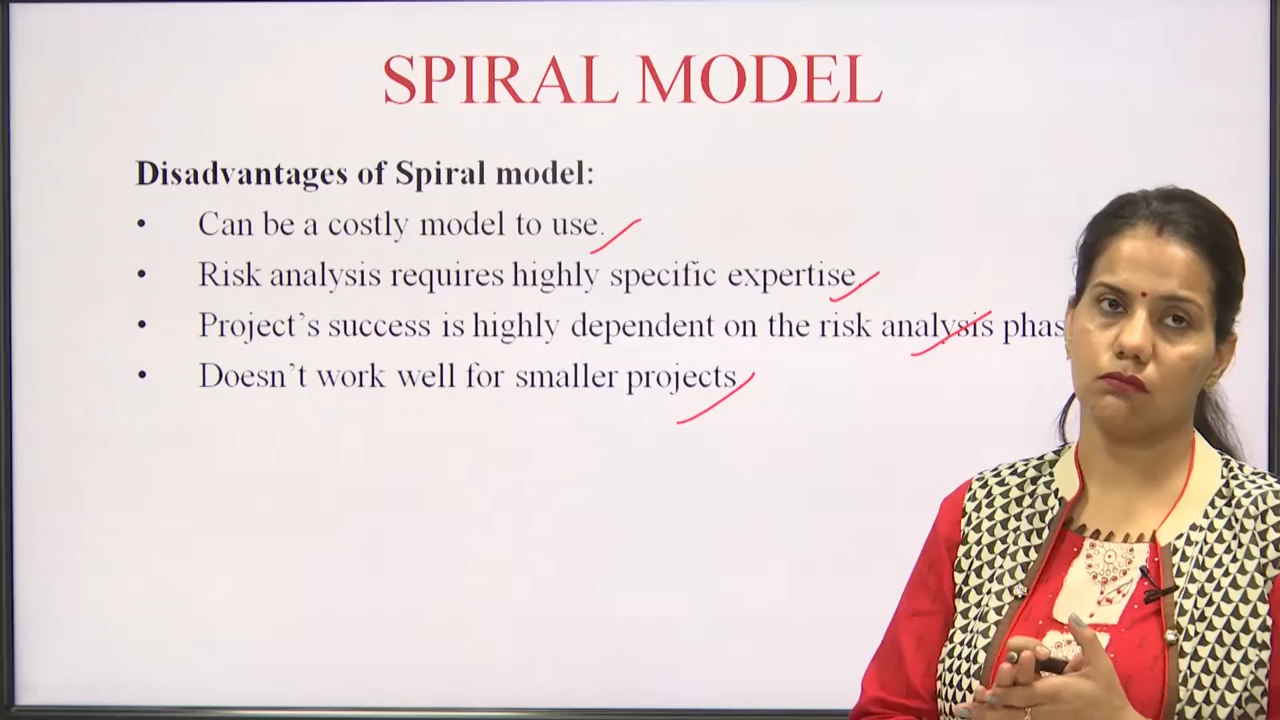 SPIRAL MODEL
Disadvantages of Spiral model:
• Can be a costly model to use.
• Risk analysis requires highly specific expertise.
• Project’s success is highly dependent on the risk analysis phas
• Doesn’t work well for smaller projects